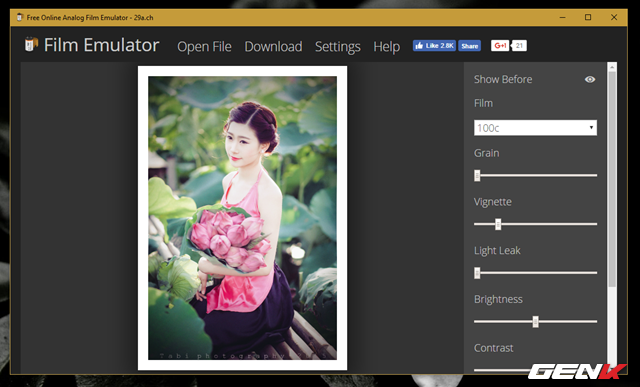 Free Online Analog Film Emulator - 29a.ch
Film Emulator Open File Download Settings Help Like 2.8K Share G+1 21
Show Before
Film
100c
Grain
Vignette
Light Leak
Brightness
Contrast
Tabi photography
GENK